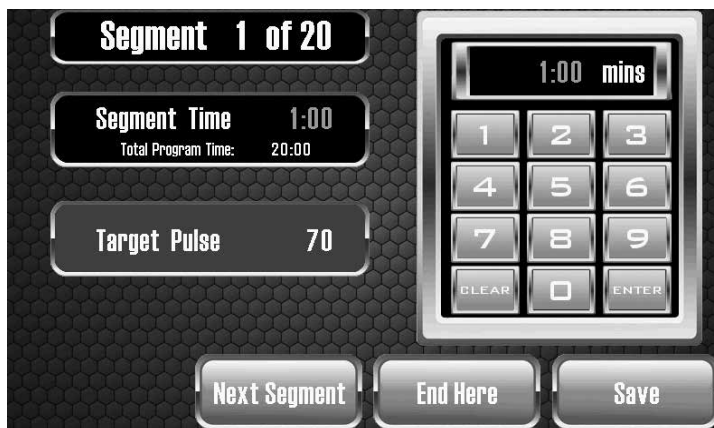 Segment 1 of 20
Segment Time 1:00
Total Program Time: 20:00
Target Pulse 70
1:00 mins
1 2 3
4 5 6
7 8 9
CLEAR 0 ENTER
Next Segment End Here Save